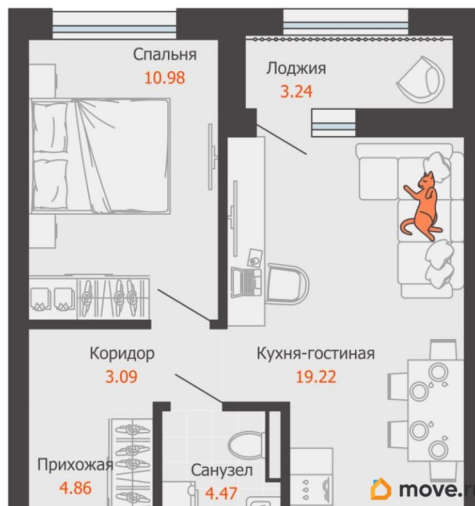 Спальня
10.98
Лоджия
3.24
Коридор
3.09
Кухня-гостиная
19.22
Прихожая
4.86
Санузел
4.47
move.r